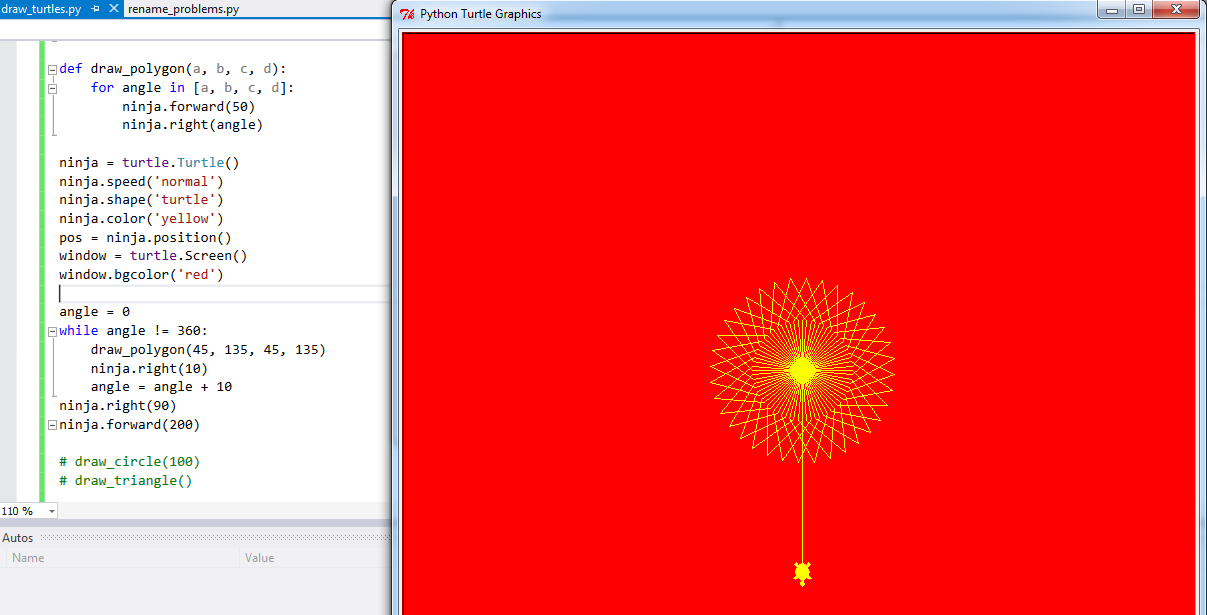 draw_turtles.py rename_problems.py
Python Turtle Graphics
def draw_polygon(a, b, c, d):
    for angle in [a, b, c, d]:
        ninja.forward(50)
        ninja.right(angle)
ninja = turtle.Turtle()
ninja.speed('normal')
ninja.shape('turtle')
ninja.color('yellow')
pos = ninja.position()
window = turtle.Screen()
window.bgcolor('red')
angle = 0
while angle != 360:
    draw_polygon(45, 135, 45, 135)
    ninja.right(10)
    angle = angle + 10
ninja.right(90)
ninja.forward(200)
# draw_circle(100)
# draw_triangle()
110 %
Autos
Name Value